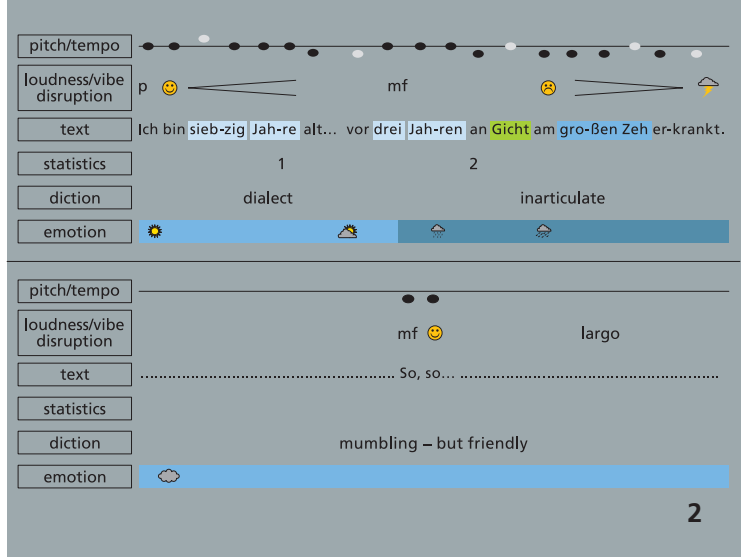 pitch/tempo
loudness/vibe
disruption
p mf
text
Ich bin sieb-zig Jah-re alt... vor drei Jah-ren an Gicht am gro-ßen Zeh er-krankt.
statistics
1 2
diction
dialect inarticulate
emotion
pitch/tempo
loudness/vibe
disruption
mf largo
text
So, so...
statistics
diction
mumbling – but friendly
emotion
2